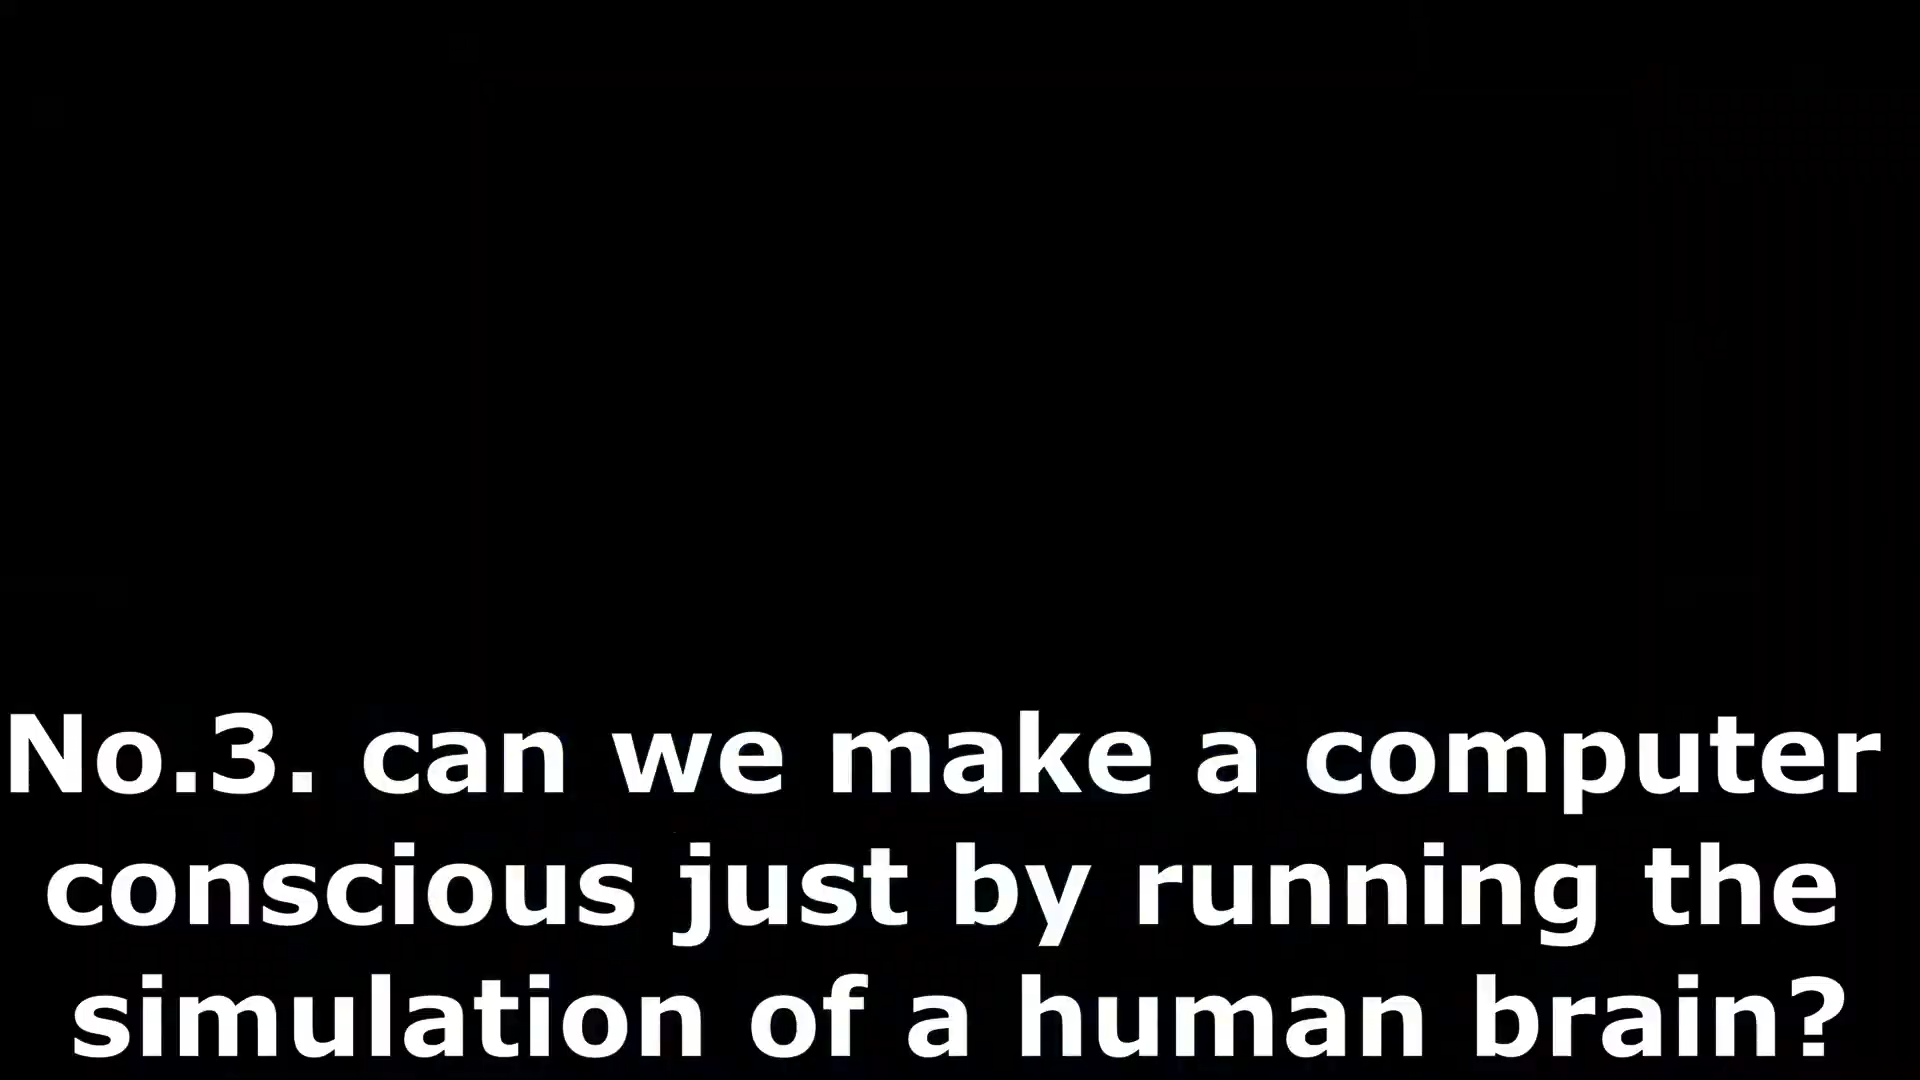 No.3. can we make a computer
conscious just by running the
simulation of a human brain?